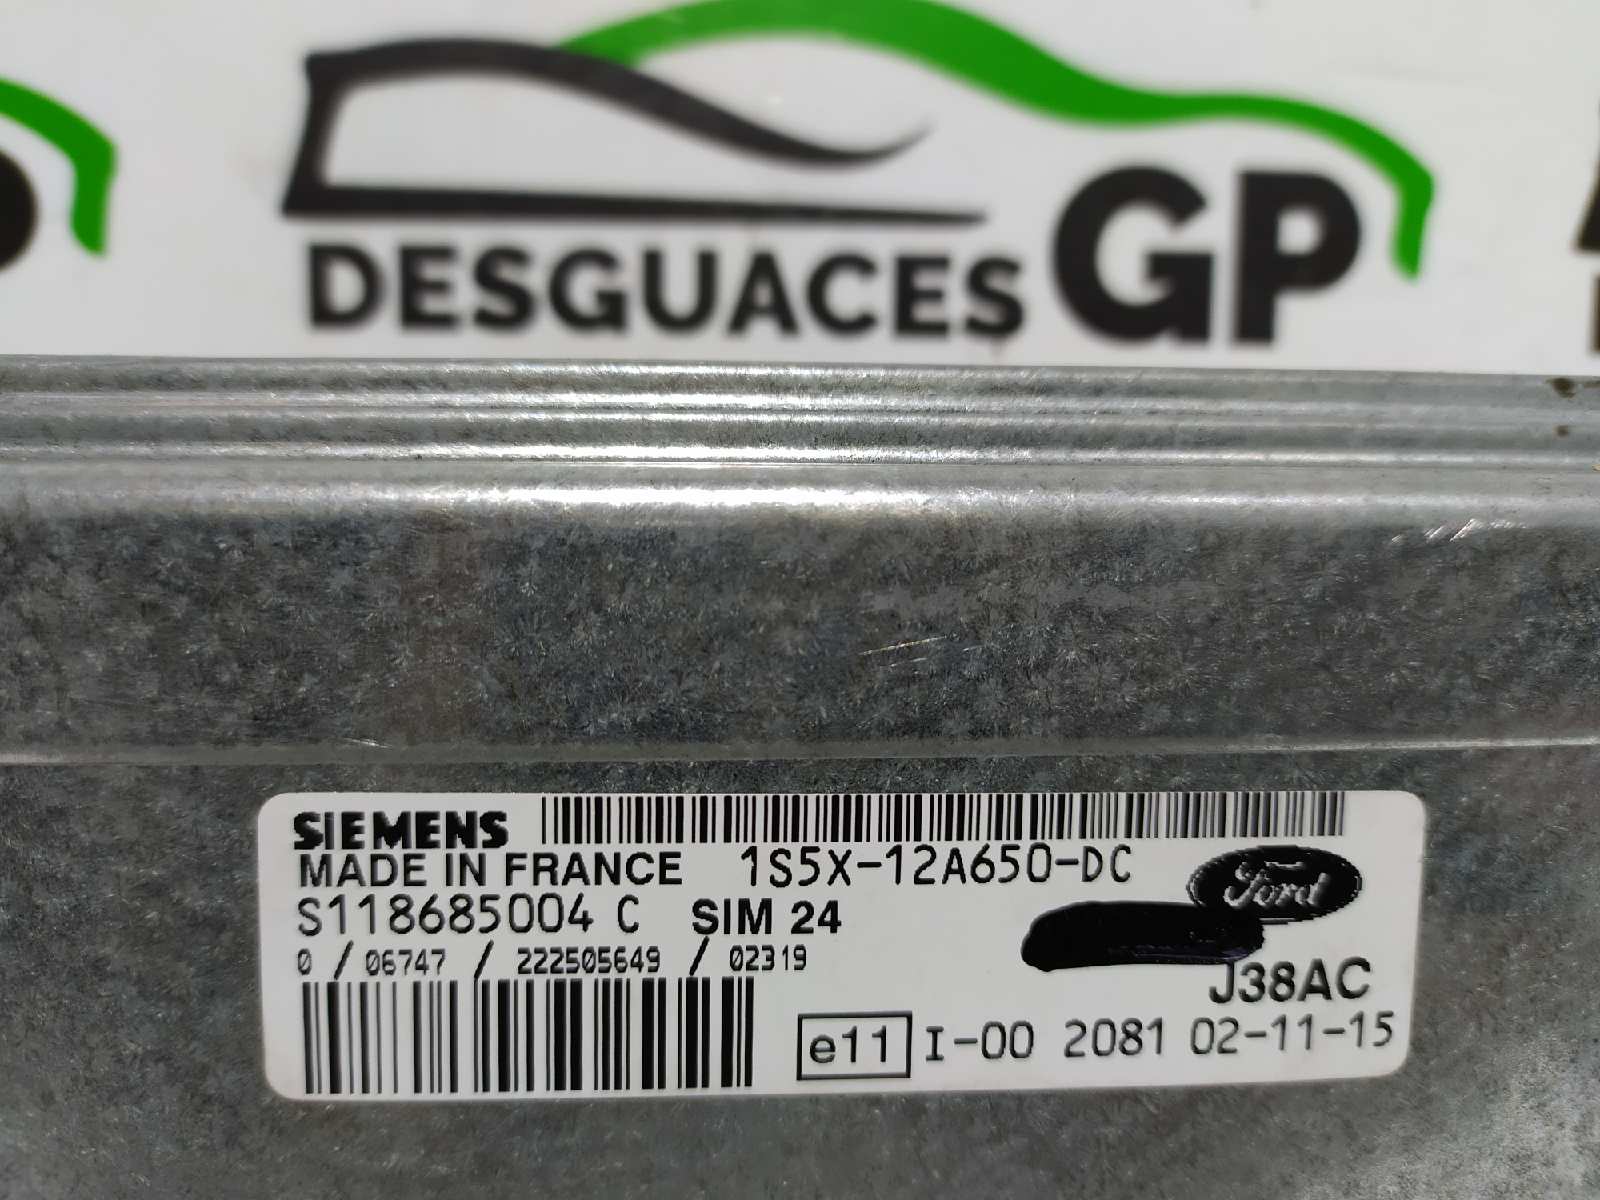 DESGUACES GP
SIEMENS
MADE IN FRANCE 1S5X-12A650-DC
Ford
S118685004 C SIM 24
0 / 06747 / 222505649 / 02319
J38AC
e11 I-00 2081 02-11-15